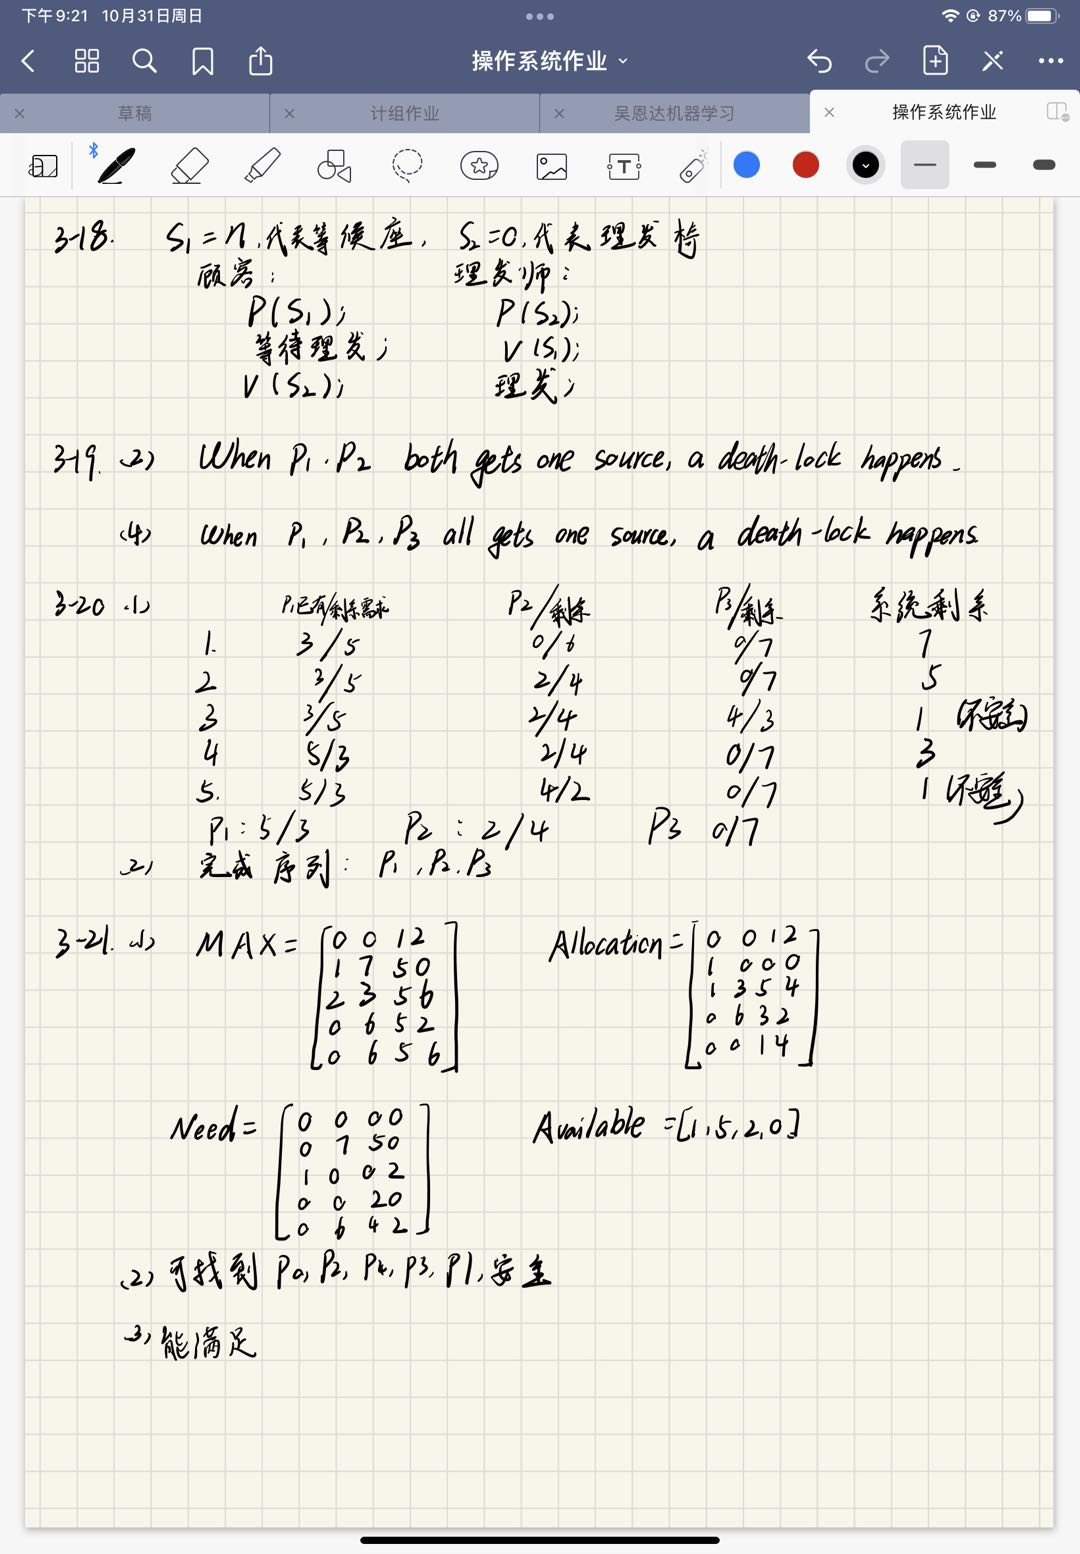 下午9:21 10月31日周日 87%
操作系统作业
草稿 计组作业 吴恩达机器学习 操作系统作业
3-18. S₁=n,代表等候座, S₂=0,代表理发椅
顾客: 理发师:
P(S₁); P(S₂);
等待理发; V(S₁);
V(S₂); 理发;
3-19. (2) When P₁, P₂ both gets one source, a death-lock happens.
(4) When P₁, P₂, P₃ all gets one source, a death-lock happens
3-20 (1) P₁已有/剩余需求 P₂/剩余 P₃/剩余 系统剩余
1. 3/5 0/6 0/7 7
2 3/5 2/4 0/7 5
3 3/5 2/4 4/3 1 (不安全)
4 5/3 2/4 0/7 3
5. 5/3 4/2 0/7 1 (不安全)
P₁: 5/3 P₂: 2/4 P3 0/7
(2) 完成序列: P₁, P₂, P₃
3-21. (1) MAX= Allocation=
0 0 1 2 0 0 1 2
1 7 5 0 1 0 0 0
2 3 5 6 1 3 5 4
0 6 5 2 0 6 3 2
0 6 5 6 0 0 1 4
Need= Available=[1,5,2,0]
0 0 0 0
0 7 5 0
1 0 0 2
0 0 2 0
0 6 4 2
(2) 可找到 P0, P2, P4, P3, P1, 安全
(3) 能满足